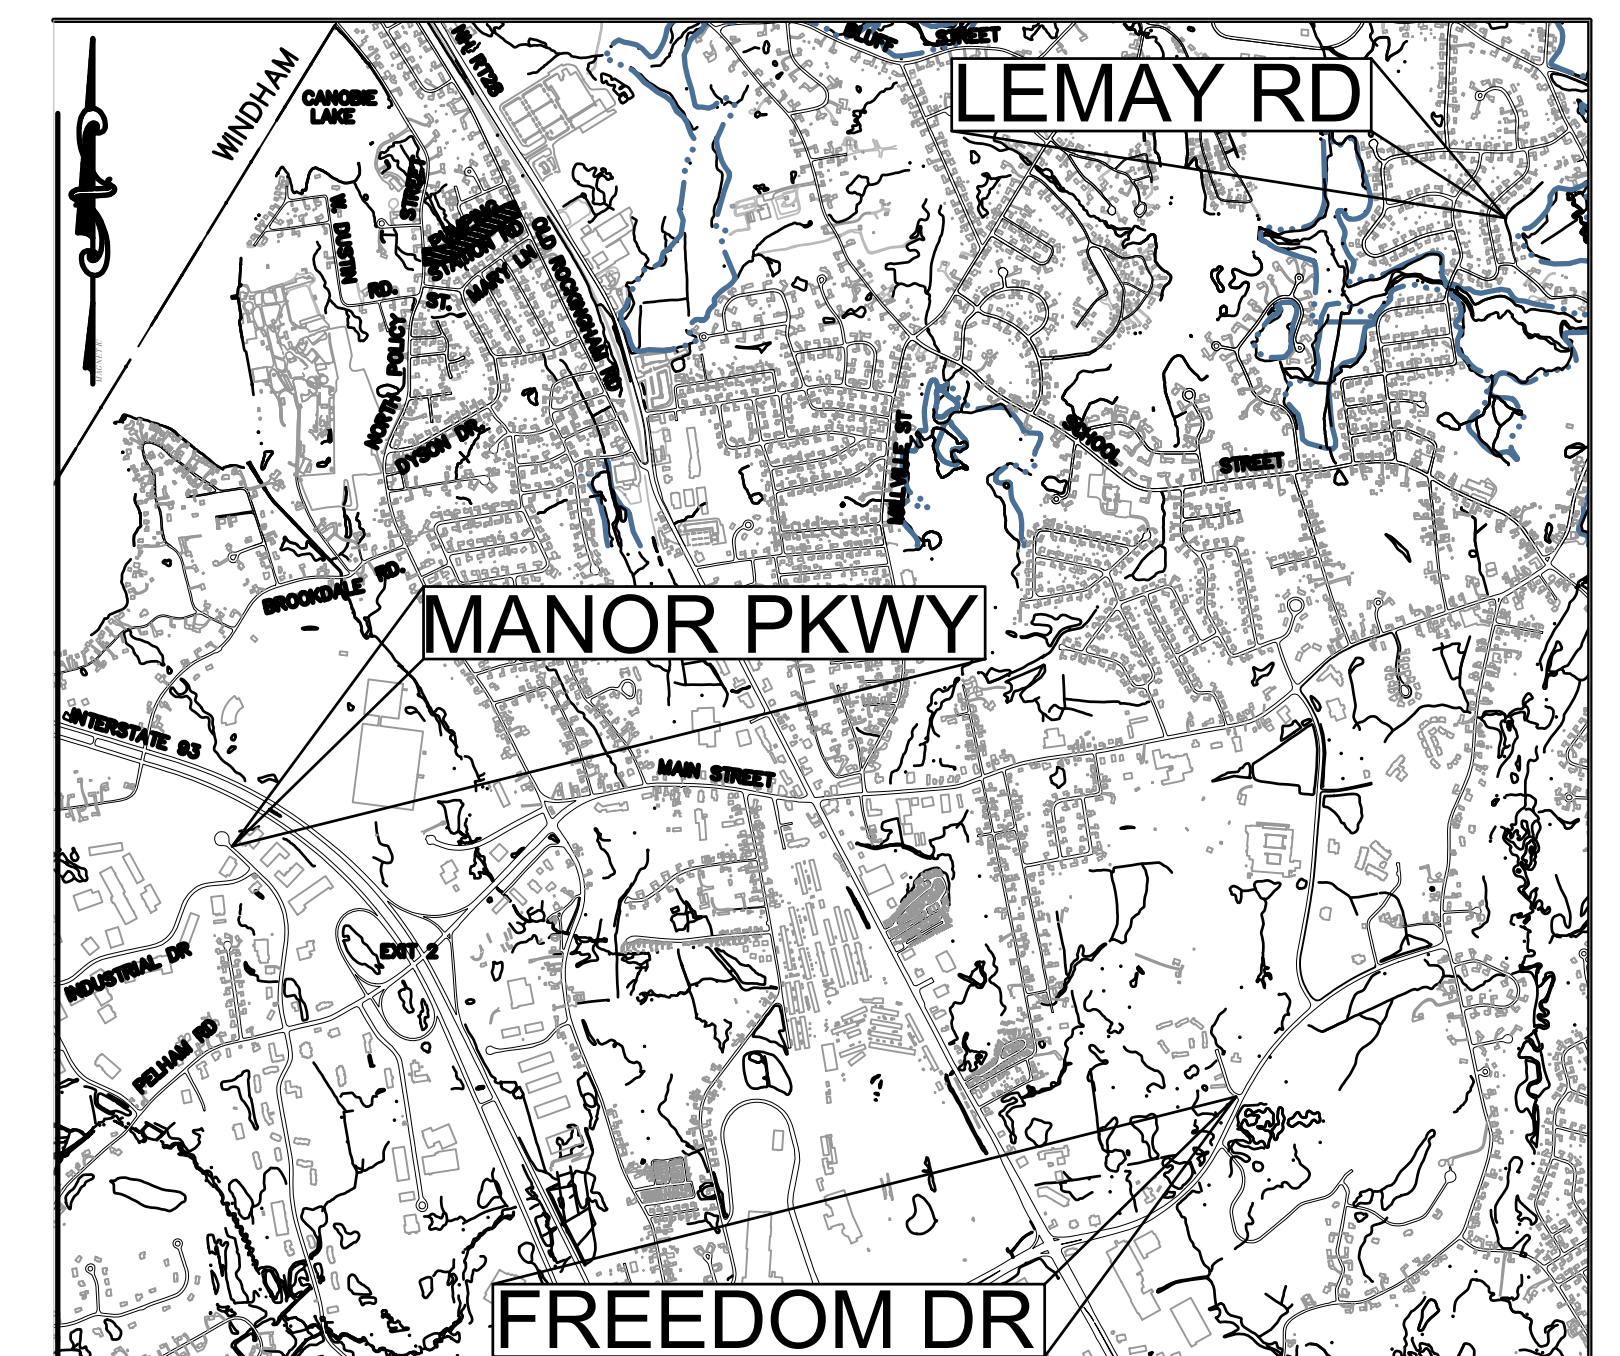 BLUFF STREET
NH RT28
LEMAY RD
WINDHAM
CANOBIE
LAKE
STREET
W. DUSTIN
RD.
STATION RD
MARY LN
OLD ROCKINGHAM RD
ST.
NORTH POLICY
DYSON DR.
MILLVILLE ST
SCHOOL
STREET
BROOKDALE RD.
MANOR PKWY
INTERSTATE 93
MAIN STREET
EXIT 2
INDUSTRIAL DR
PELHAM RD
FREEDOM DR